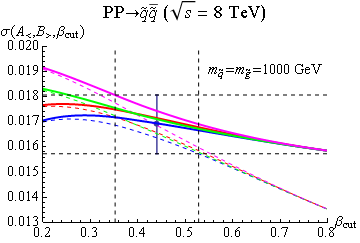 PP→q̃q̃̄ (√s = 8 TeV)
σ(A<,B>,βcut)
0.020
0.019
0.018
0.017
0.016
0.015
0.014
0.013
mq̃=mg̃=1000 GeV
0.2 0.3 0.4 0.5 0.6 0.7 0.8
βcut